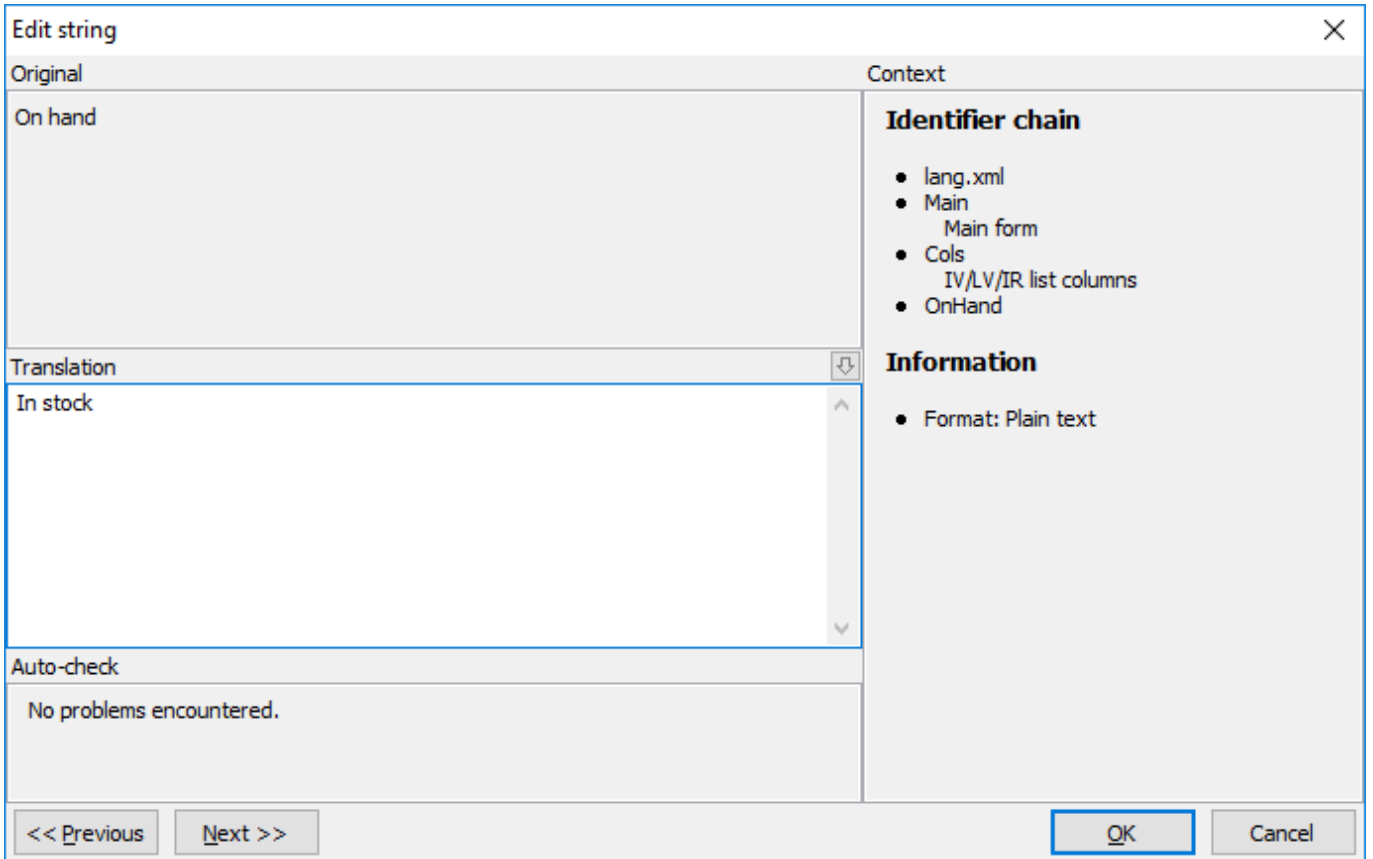 Edit string
Original
On hand
Translation
In stock
Auto-check
No problems encountered.
Context
Identifier chain
• lang.xml
• Main
Main form
• Cols
IV/LV/IR list columns
• OnHand
Information
• Format: Plain text
<< Previous
Next >>
OK
Cancel